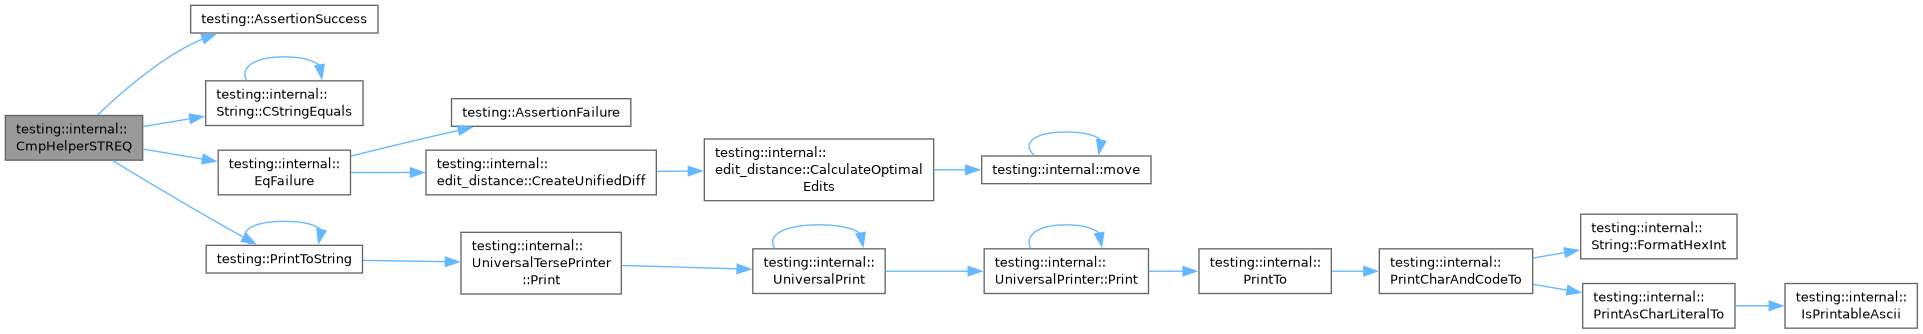 testing::AssertionSuccess
testing::internal::
String::CStringEquals
testing::AssertionFailure
testing::internal::
CmpHelperSTREQ
testing::internal::
EqFailure
testing::internal::
edit_distance::CreateUnifiedDiff
testing::internal::
edit_distance::CalculateOptimal
Edits
testing::internal::move
testing::PrintToString
testing::internal::
UniversalTersePrinter
::Print
testing::internal::
UniversalPrint
testing::internal::
UniversalPrinter::Print
testing::internal::
PrintTo
testing::internal::
PrintCharAndCodeTo
testing::internal::
String::FormatHexInt
testing::internal::
PrintAsCharLiteralTo
testing::internal::
IsPrintableAscii